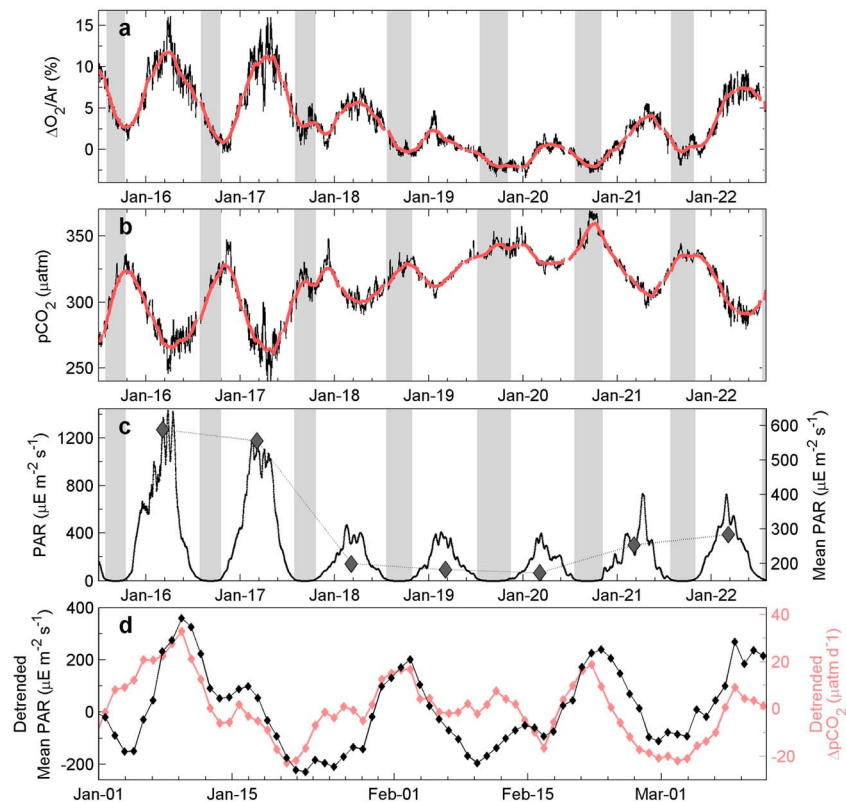 a
ΔO2/Ar (%)
15
10
5
0
Jan-16 Jan-17 Jan-18 Jan-19 Jan-20 Jan-21 Jan-22
b
pCO2 (μatm)
350
300
250
Jan-16 Jan-17 Jan-18 Jan-19 Jan-20 Jan-21 Jan-22
c
PAR (μE m-2 s-1)
1200
800
400
0
600
500
400
300
200
Mean PAR (μE m-2 s-1)
Jan-16 Jan-17 Jan-18 Jan-19 Jan-20 Jan-21 Jan-22
d
Detrended
Mean PAR (μE m-2 s-1)
400
200
0
-200
40
20
0
-20
Detrended
ΔpCO2 (μatm d-1)
Jan-01 Jan-15 Feb-01 Feb-15 Mar-01